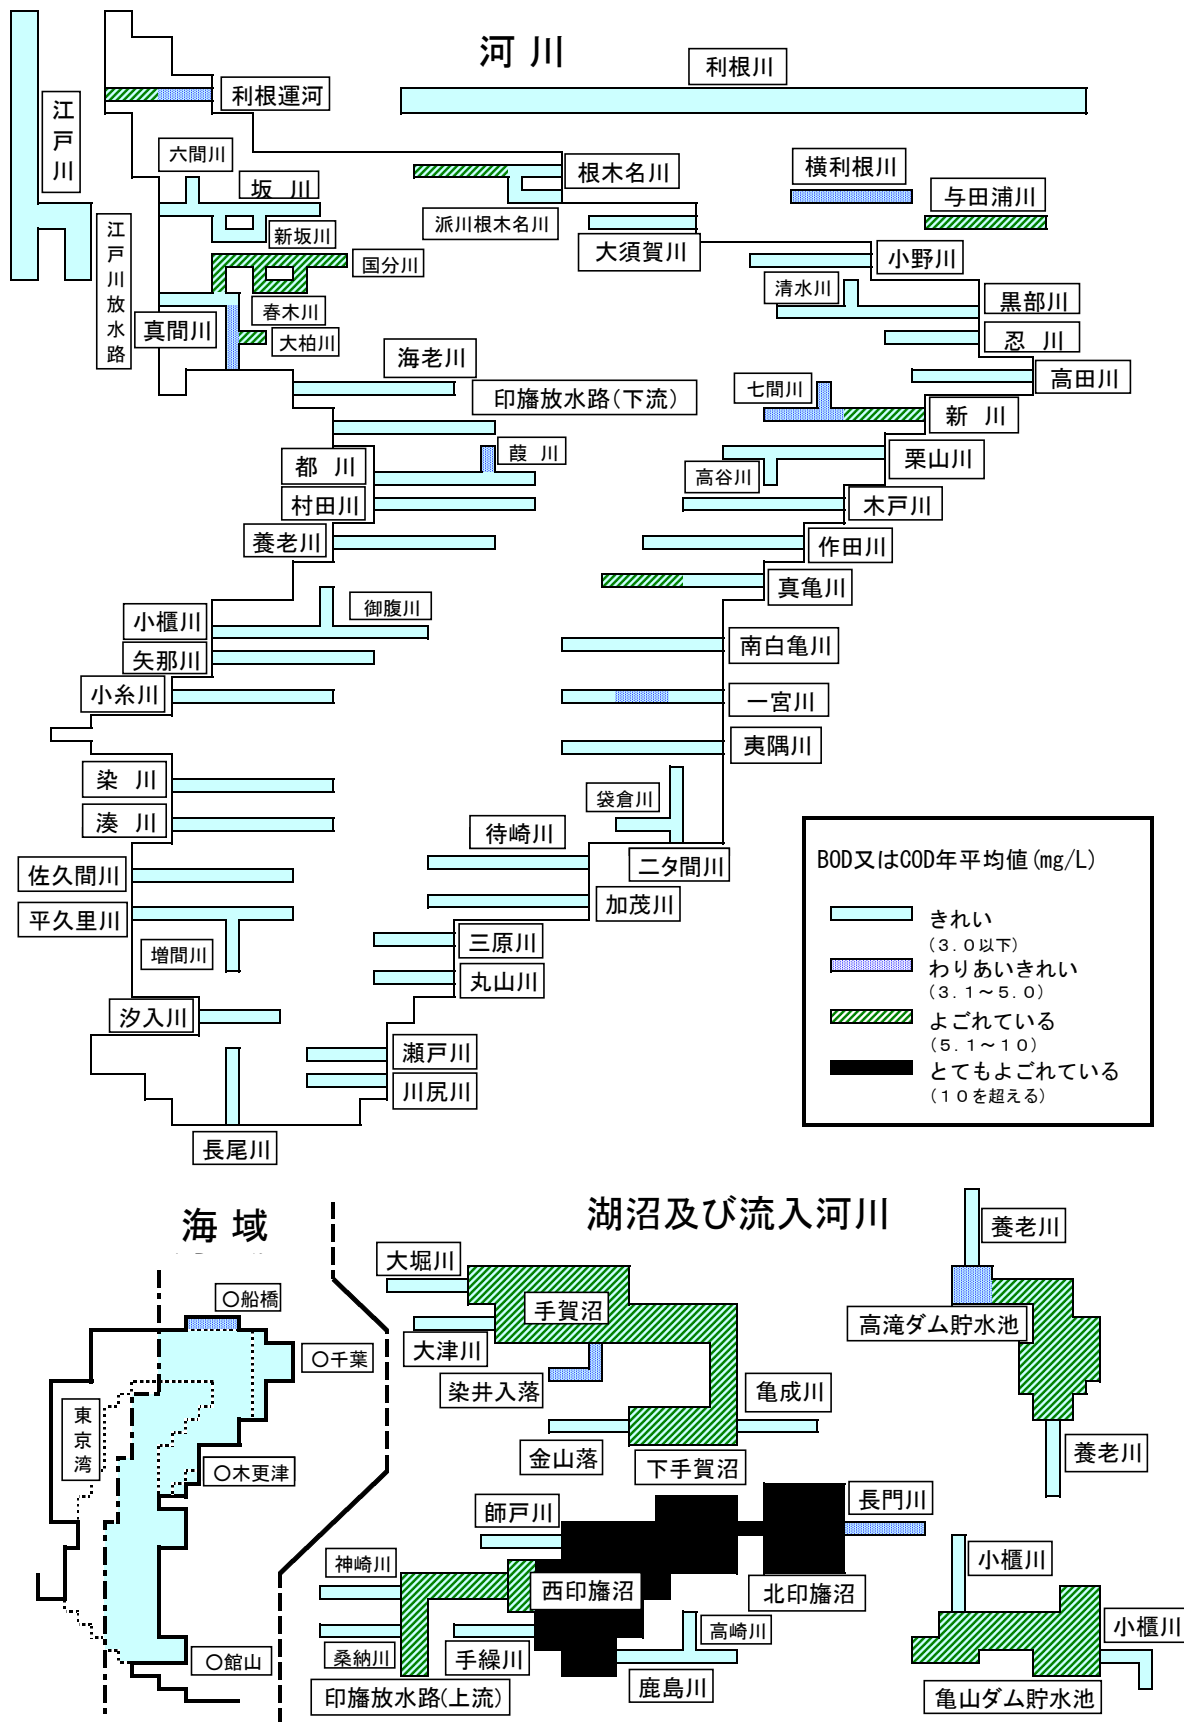 河川
利根川
江戸川
利根運河
六間川
坂川
根木名川
横利根川
与田浦川
江戸川放水路
新坂川
派川根木名川
大須賀川
国分川
小野川
清水川
黒部川
春木川
真間川
大柏川
忍川
海老川
高田川
七間川
印旛放水路(下流)
新川
葭川
都川
栗山川
高谷川
村田川
木戸川
養老川
作田川
真亀川
御腹川
小櫃川
矢那川
南白亀川
小糸川
一宮川
夷隅川
染川
袋倉川
湊川
待崎川
二タ間川
佐久間川
加茂川
平久里川
三原川
増間川
丸山川
汐入川
瀬戸川
川尻川
長尾川
BOD又はCOD年平均値(mg/L)
きれい
(3.0以下)
わりあいきれい
(3.1~5.0)
よごれている
(5.1~10)
とてもよごれている
(10を超える)
海域
○船橋
○千葉
東京湾
○木更津
○館山
湖沼及び流入河川
大堀川
手賀沼
大津川
染井入落
亀成川
金山落
下手賀沼
養老川
高滝ダム貯水池
養老川
師戸川
長門川
神崎川
西印旛沼
北印旛沼
桑納川
手繰川
高崎川
印旛放水路(上流)
鹿島川
小櫃川
小櫃川
亀山ダム貯水池